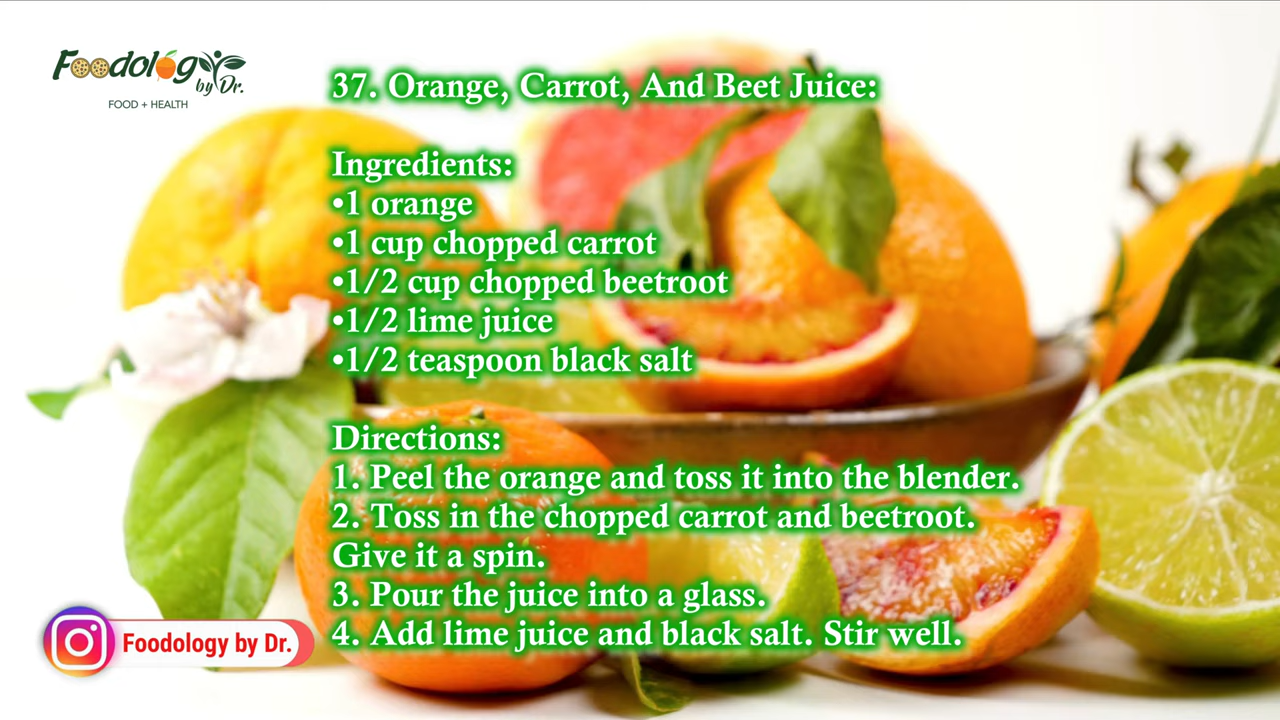 Foodology
by Dr.
FOOD + HEALTH
37. Orange, Carrot, And Beet Juice:
Ingredients:
•1 orange
•1 cup chopped carrot
•1/2 cup chopped beetroot
•1/2 lime juice
•1/2 teaspoon black salt
Directions:
1. Peel the orange and toss it into the blender.
2. Toss in the chopped carrot and beetroot.
Give it a spin.
3. Pour the juice into a glass.
4. Add lime juice and black salt. Stir well.
Foodology by Dr.